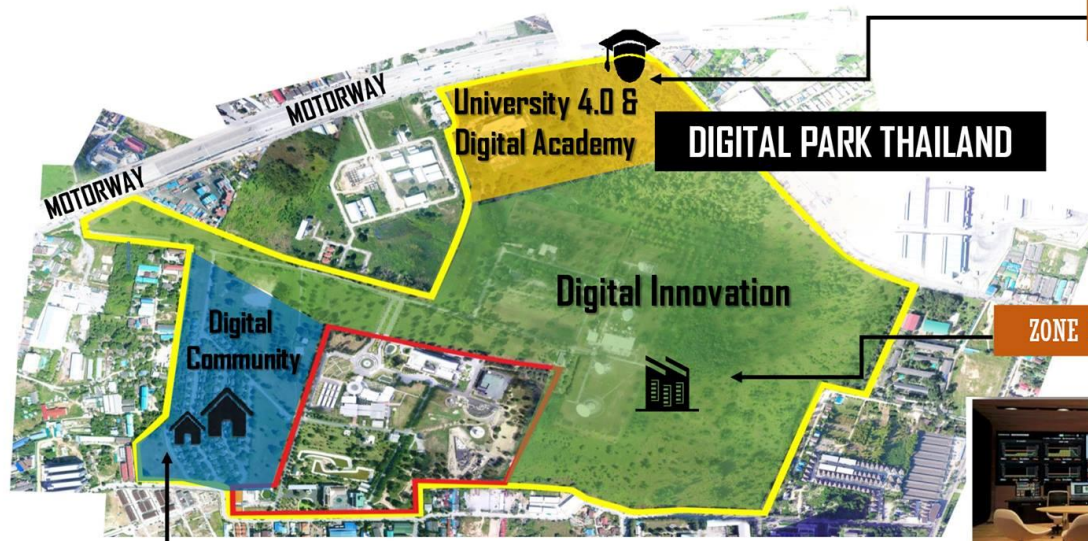 MOTORWAY
MOTORWAY
University 4.0 &
Digital Academy
DIGITAL PARK THAILAND
Digital Innovation
Digital
Community
ZONE